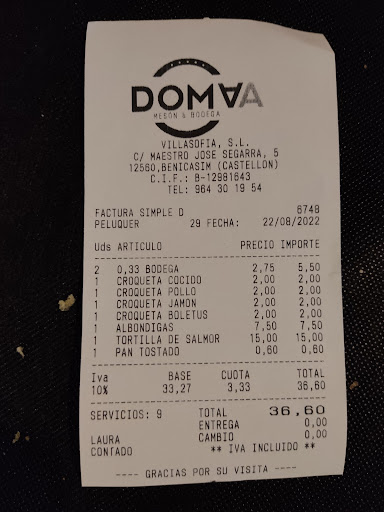 DOMAA
MESÓN & BODEGA
VILLASOFIA, S.L.
C/ MAESTRO JOSE SEGARRA, 5
12560,BENICASIM (CASTELLON)
C.I.F.: B-12981643
TEL: 964 30 19 54
FACTURA SIMPLE D 6748
PELUQUER 29 FECHA: 22/08/2022
Uds ARTICULO PRECIO IMPORTE
2 0,33 BODEGA 2,75 5,50
1 CROQUETA COCIDO 2,00 2,00
1 CROQUETA POLLO 2,00 2,00
1 CROQUETA JAMON 2,00 2,00
1 CROQUETA BOLETUS 2,00 2,00
1 ALBONDIGAS 7,50 7,50
1 TORTILLA DE SALMOR 15,00 15,00
1 PAN TOSTADO 0,60 0,60
Iva BASE CUOTA TOTAL
10% 33,27 3,33 36,60
SERVICIOS: 9 TOTAL 36,60
ENTREGA 0,00
LAURA CAMBIO 0,00
CONTADO ** IVA INCLUIDO **
---- GRACIAS POR SU VISITA ----